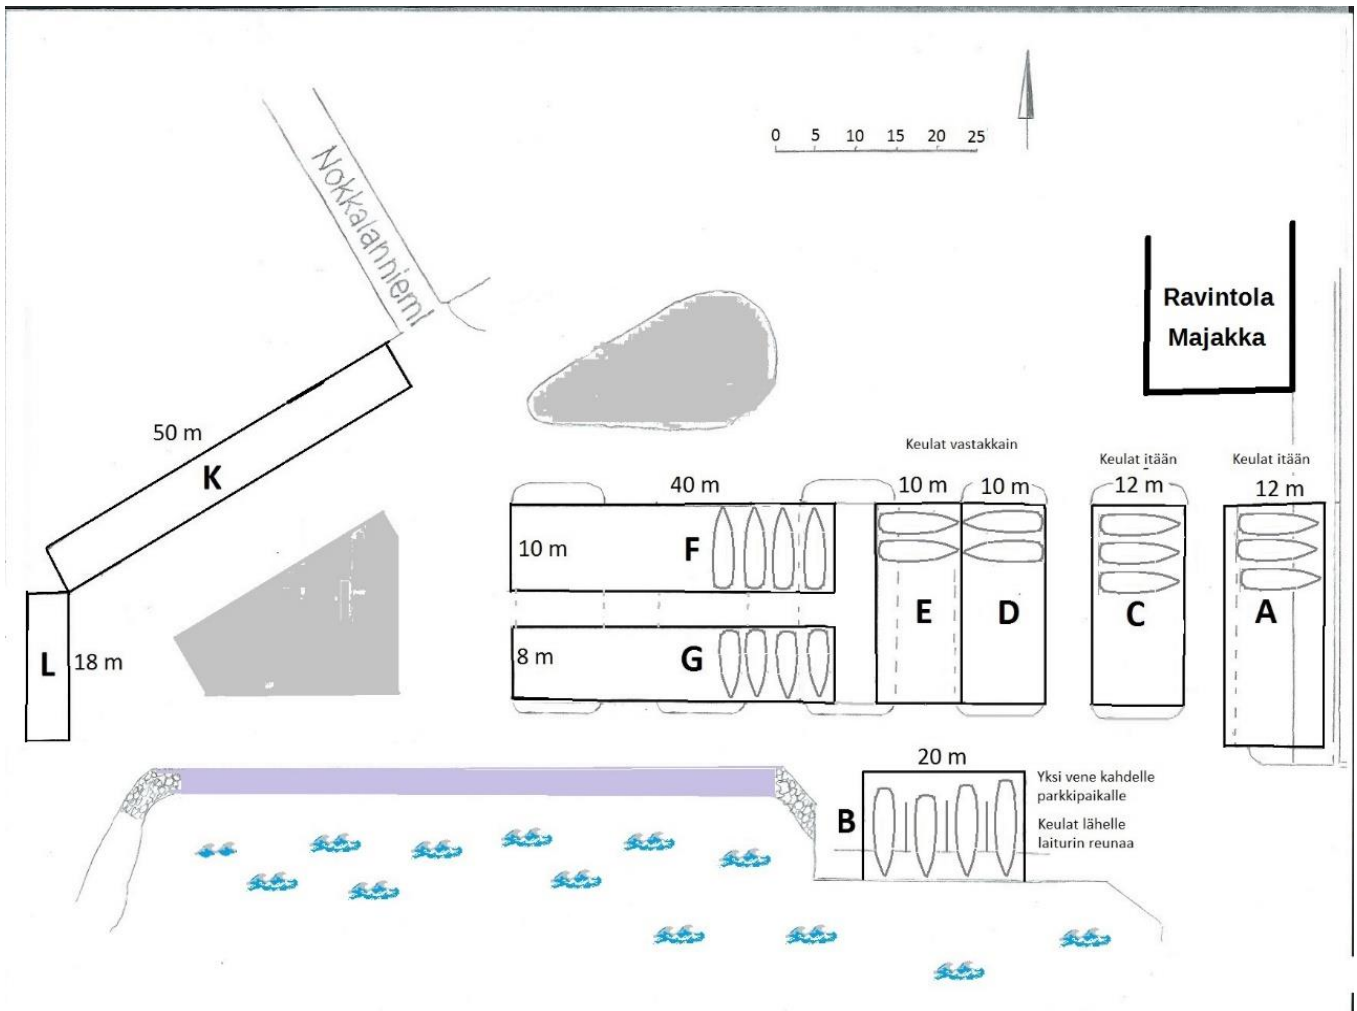 Nokkalanniemi
0 5 10 15 20 25
Ravintola
Majakka
50 m
K
L
18 m
Keulat vastakkain
Keulat itään
Keulat itään
40 m
10 m
10 m
12 m
12 m
10 m
F
E
D
C
A
8 m
G
20 m
B
Yksi vene kahdelle
parkkipaikalle
Keulat lähelle
laiturin reunaa